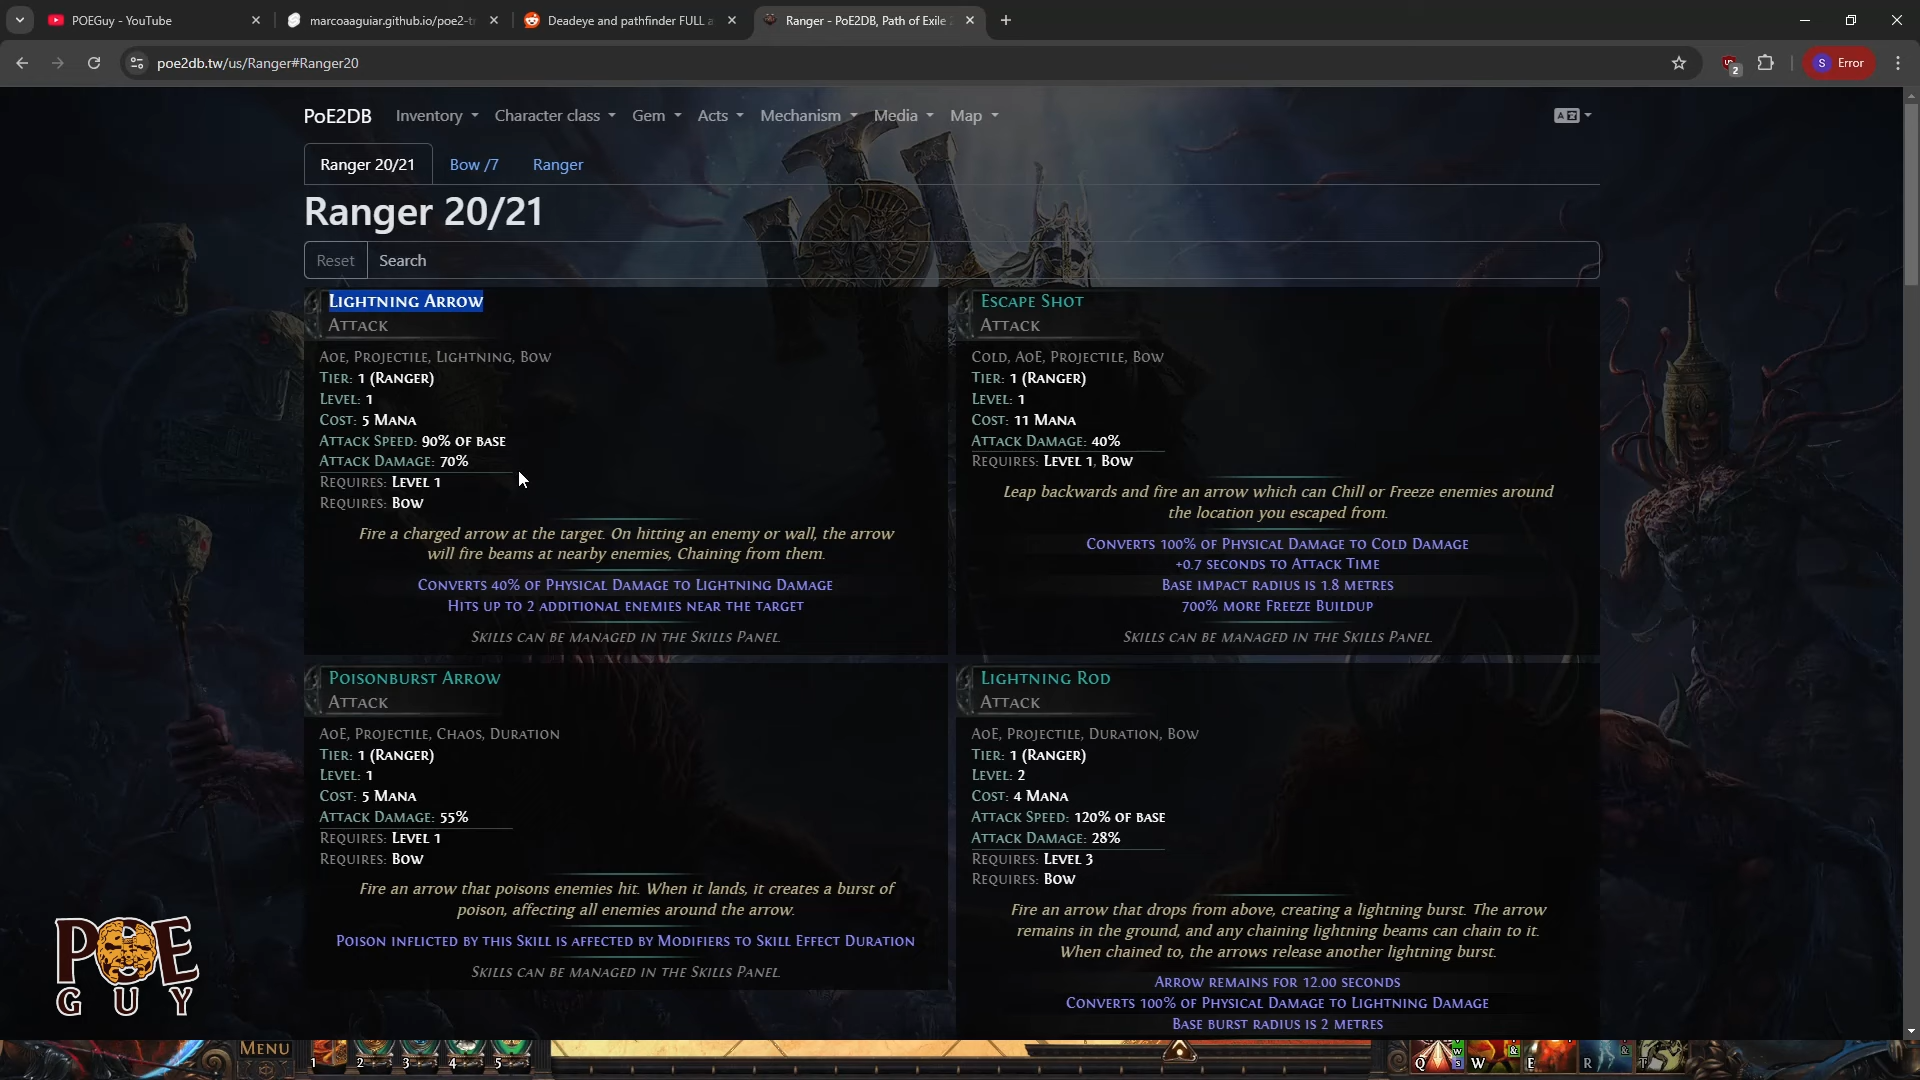 POEGuy - YouTube
marcoaaguiar.github.io/poe2-tr
Deadeye and pathfinder FULL a
Ranger - PoE2DB, Path of Exile
poe2db.tw/us/Ranger#Ranger20
2
S Error
PoE2DB Inventory Character class Gem Acts Mechanism Media Map
Ranger 20/21 Bow /7 Ranger
Ranger 20/21
Reset Search
Lightning Arrow
Attack
AoE, Projectile, Lightning, Bow
Tier: 1 (Ranger)
Level: 1
Cost: 5 Mana
Attack Speed: 90% of base
Attack Damage: 70%
Requires: Level 1
Requires: Bow
Fire a charged arrow at the target. On hitting an enemy or wall, the arrow
will fire beams at nearby enemies, Chaining from them.
Converts 40% of Physical Damage to Lightning Damage
Hits up to 2 additional enemies near the target
Skills can be managed in the Skills Panel.
Escape Shot
Attack
Cold, AoE, Projectile, Bow
Tier: 1 (Ranger)
Level: 1
Cost: 11 Mana
Attack Damage: 40%
Requires: Level 1, Bow
Leap backwards and fire an arrow which can Chill or Freeze enemies around
the location you escaped from.
Converts 100% of Physical Damage to Cold Damage
+0.7 seconds to Attack Time
Base impact radius is 1.8 metres
700% more Freeze Buildup
Skills can be managed in the Skills Panel.
Poisonburst Arrow
Attack
AoE, Projectile, Chaos, Duration
Tier: 1 (Ranger)
Level: 1
Cost: 5 Mana
Attack Damage: 55%
Requires: Level 1
Requires: Bow
Fire an arrow that poisons enemies hit. When it lands, it creates a burst of
poison, affecting all enemies around the arrow.
Poison inflicted by this Skill is affected by Modifiers to Skill Effect Duration
Skills can be managed in the Skills Panel.
Lightning Rod
Attack
AoE, Projectile, Duration, Bow
Tier: 1 (Ranger)
Level: 2
Cost: 4 Mana
Attack Speed: 120% of base
Attack Damage: 28%
Requires: Level 3
Requires: Bow
Fire an arrow that drops from above, creating a lightning burst. The arrow
remains in the ground, and any chaining lightning beams can chain to it.
When chained to, the arrows release another lightning burst.
Arrow remains for 12.00 seconds
Converts 100% of Physical Damage to Lightning Damage
Base burst radius is 2 metres
POE
GUY
MENU
1 2 3 4 5
Q W E R T